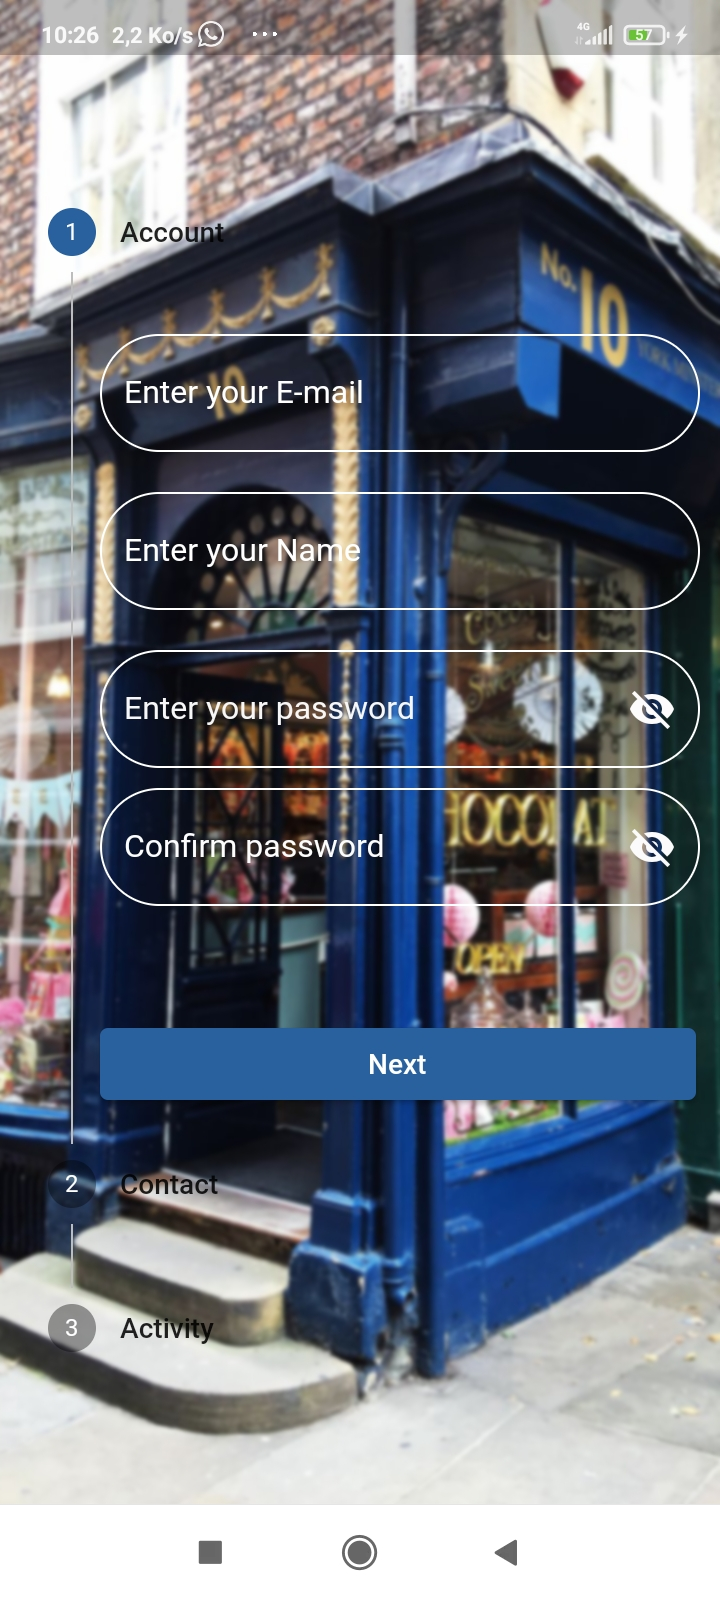 10:26 2,2 Ko/s ... 4G 57
1 Account
No. 10
10
Enter your E-mail
Enter your Name
Enter your password
Confirm password
OPEN
Next
2 Contact
3 Activity